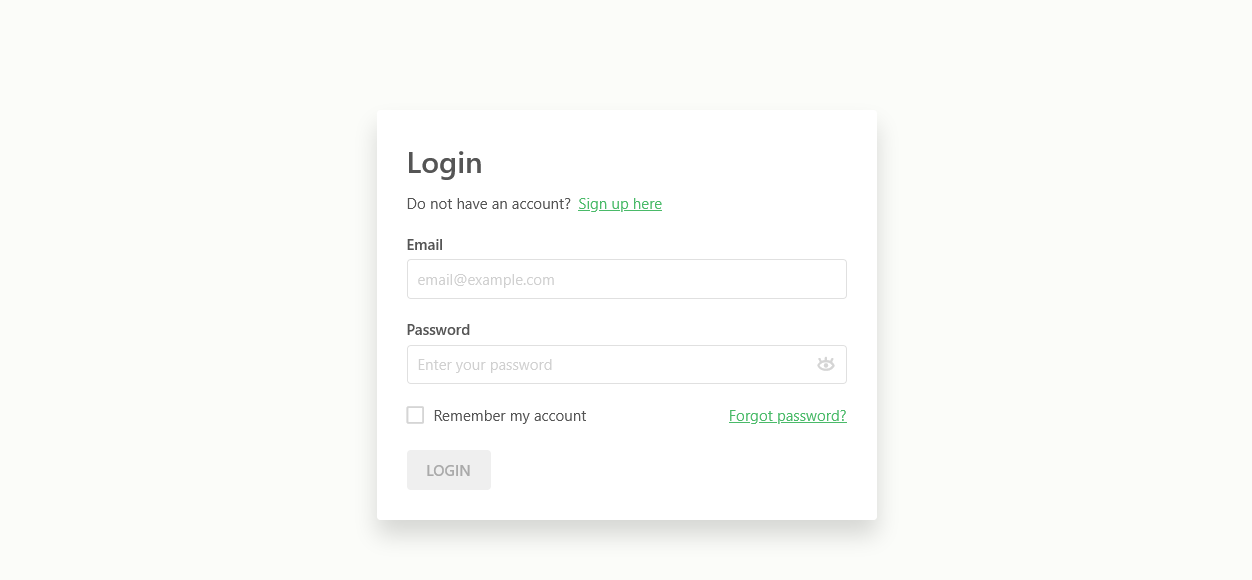 Login
Do not have an account? Sign up here
Email
email@example.com
Password
Enter your password
Remember my account Forgot password?
LOGIN